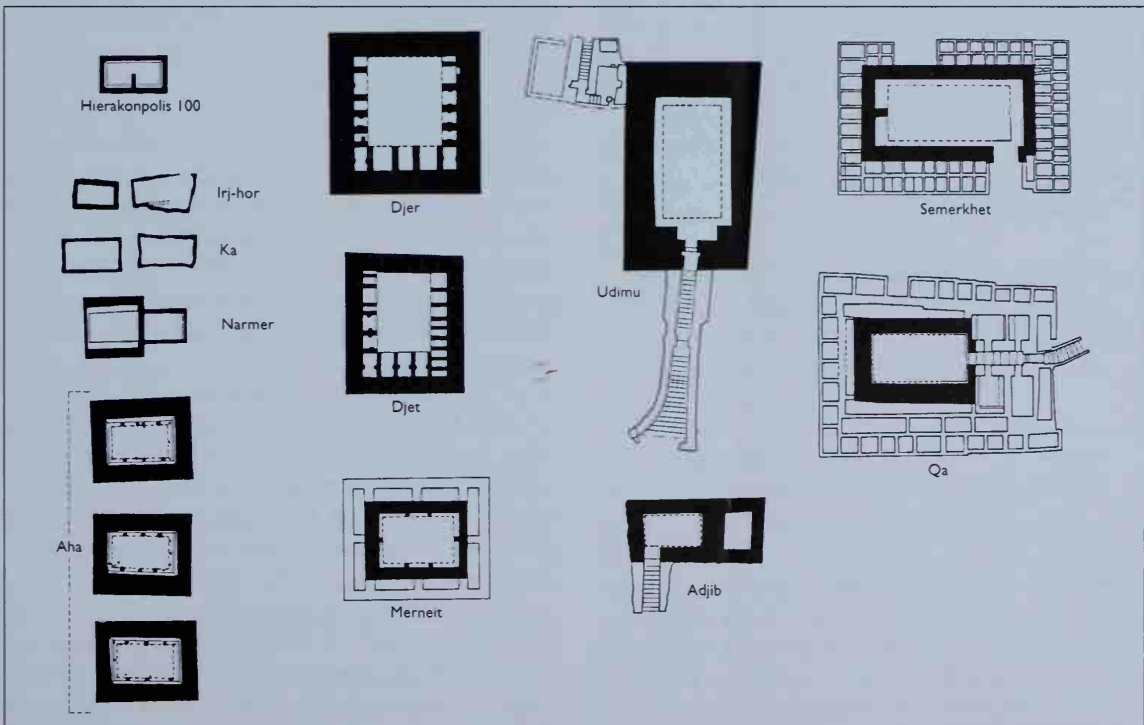 Hierakonpolis 100
Irj-hor
Ka
Narmer
Aha
Djer
Djet
Merneit
Udimu
Adjib
Semerkhet
Qa